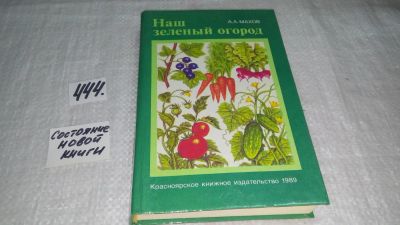 А.А.МАХОВ
Наш
зеленый огород
Красноярское книжное издательство 1989
444.
Состояние
новой
книги